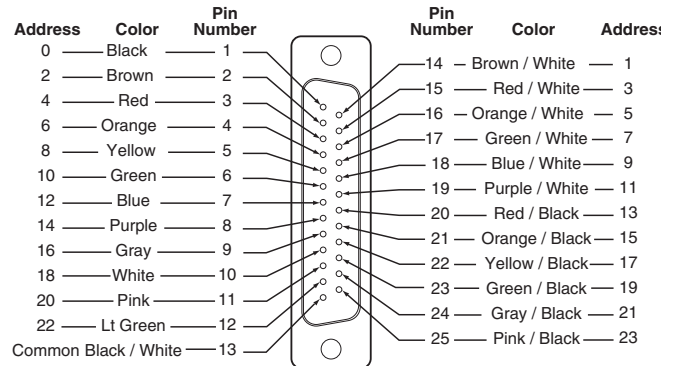 Address Color Pin Number
0 Black 1
2 Brown 2
4 Red 3
6 Orange 4
8 Yellow 5
10 Green 6
12 Blue 7
14 Purple 8
16 Gray 9
18 White 10
20 Pink 11
22 Lt Green 12
Common Black / White 13
Pin Number Color Address
14 Brown / White 1
15 Red / White 3
16 Orange / White 5
17 Green / White 7
18 Blue / White 9
19 Purple / White 11
20 Red / Black 13
21 Orange / Black 15
22 Yellow / Black 17
23 Green / Black 19
24 Gray / Black 21
25 Pink / Black 23